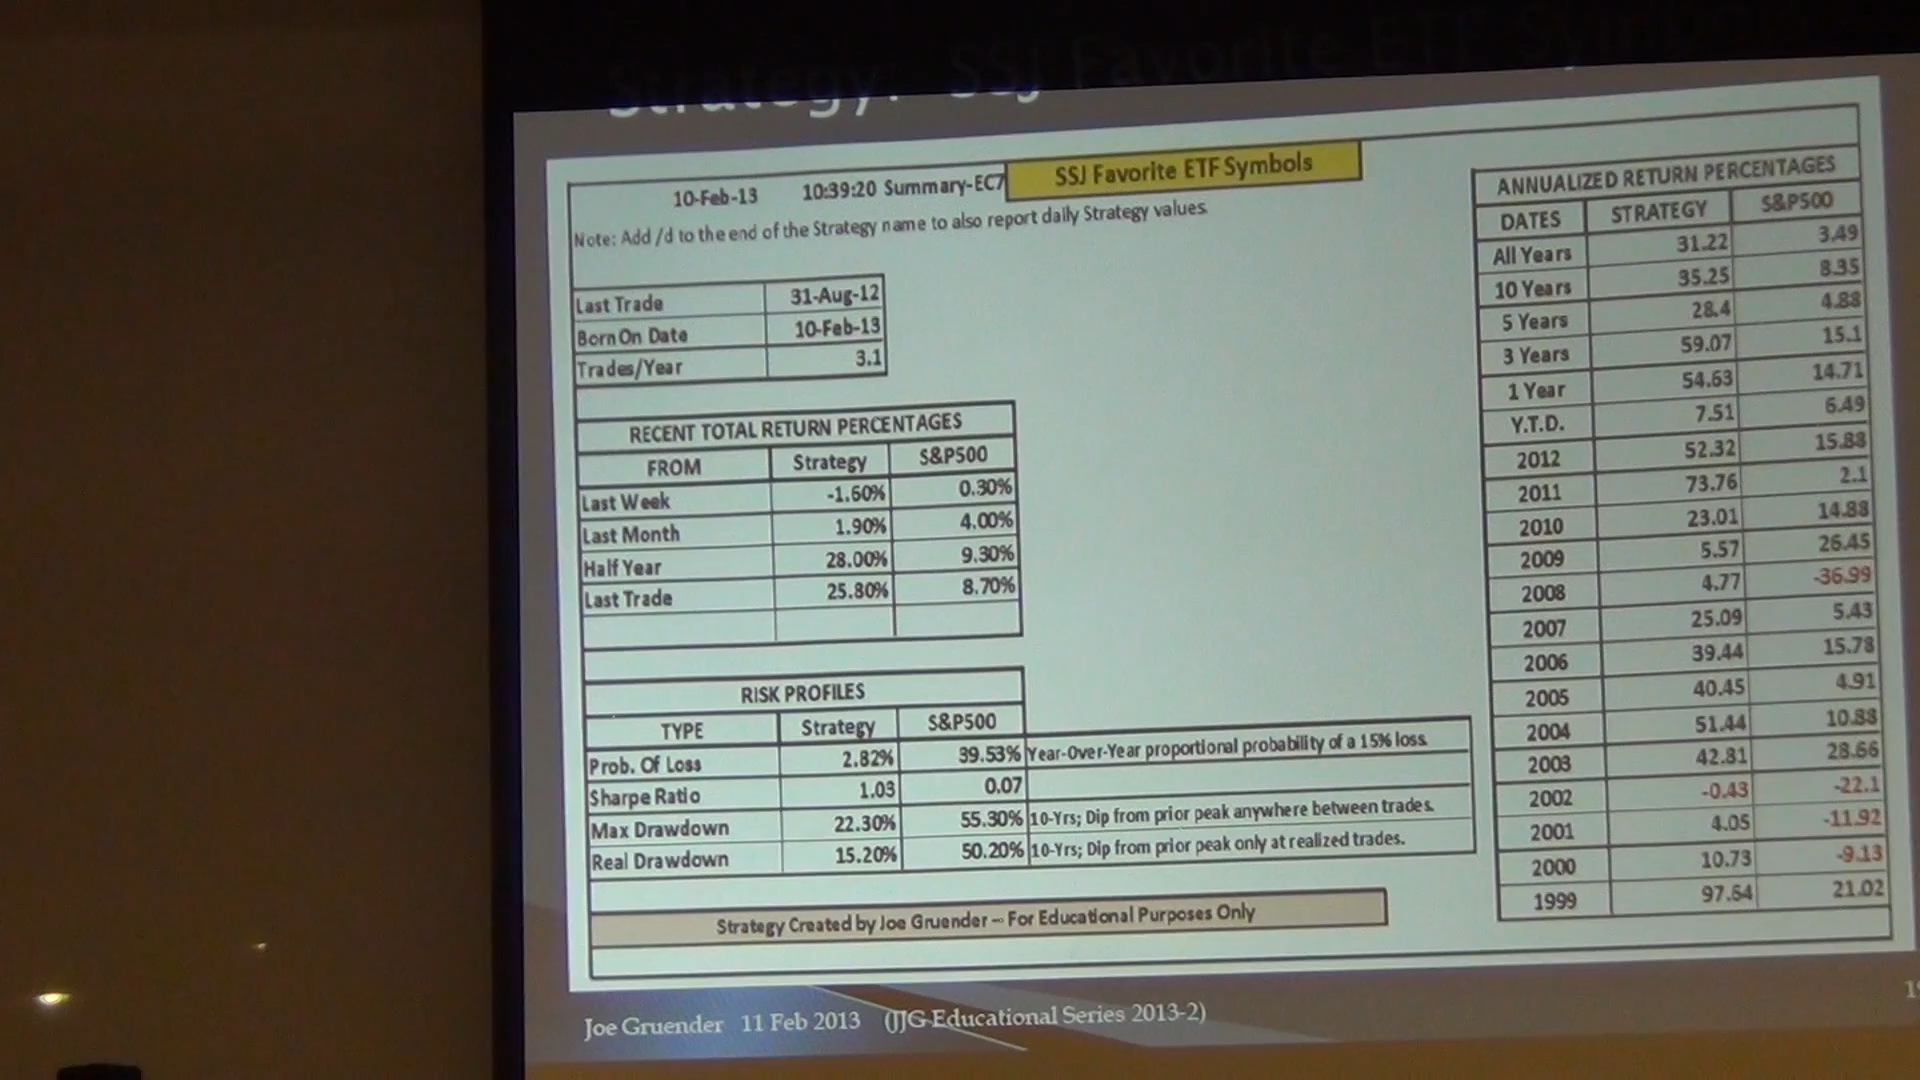 Strategy: SSJ Favorite ETF Symbols
10-Feb-13 10:39:20 Summary-EC7 SSJ Favorite ETF Symbols
Note: Add /d to the end of the Strategy name to also report daily Strategy values.
Last Trade 31-Aug-12
Born On Date 10-Feb-13
Trades/Year 3.1
RECENT TOTAL RETURN PERCENTAGES
FROM Strategy S&P500
Last Week -1.60% 0.30%
Last Month 1.90% 4.00%
Half Year 28.00% 9.30%
Last Trade 25.80% 8.70%
RISK PROFILES
TYPE Strategy S&P500
Prob. Of Loss 2.82% 39.53% Year-Over-Year proportional probability of a 15% loss.
Sharpe Ratio 1.03 0.07
Max Drawdown 22.30% 55.30% 10-Yrs; Dip from prior peak anywhere between trades.
Real Drawdown 15.20% 50.20% 10-Yrs; Dip from prior peak only at realized trades.
Strategy Created by Joe Gruender -- For Educational Purposes Only
ANNUALIZED RETURN PERCENTAGES
DATES STRATEGY S&P500
All Years 31.22 3.49
10 Years 35.25 8.35
5 Years 28.4 4.88
3 Years 59.07 15.1
1 Year 54.63 14.71
Y.T.D. 7.51 6.49
2012 52.32 15.88
2011 73.76 2.1
2010 23.01 14.88
2009 5.57 26.45
2008 4.77 -36.99
2007 25.09 5.43
2006 39.44 15.78
2005 40.45 4.91
2004 51.44 10.88
2003 42.81 28.66
2002 -0.43 -22.1
2001 4.05 -11.92
2000 10.73 -9.13
1999 97.64 21.02
Joe Gruender 11 Feb 2013 (JJG Educational Series 2013-2)